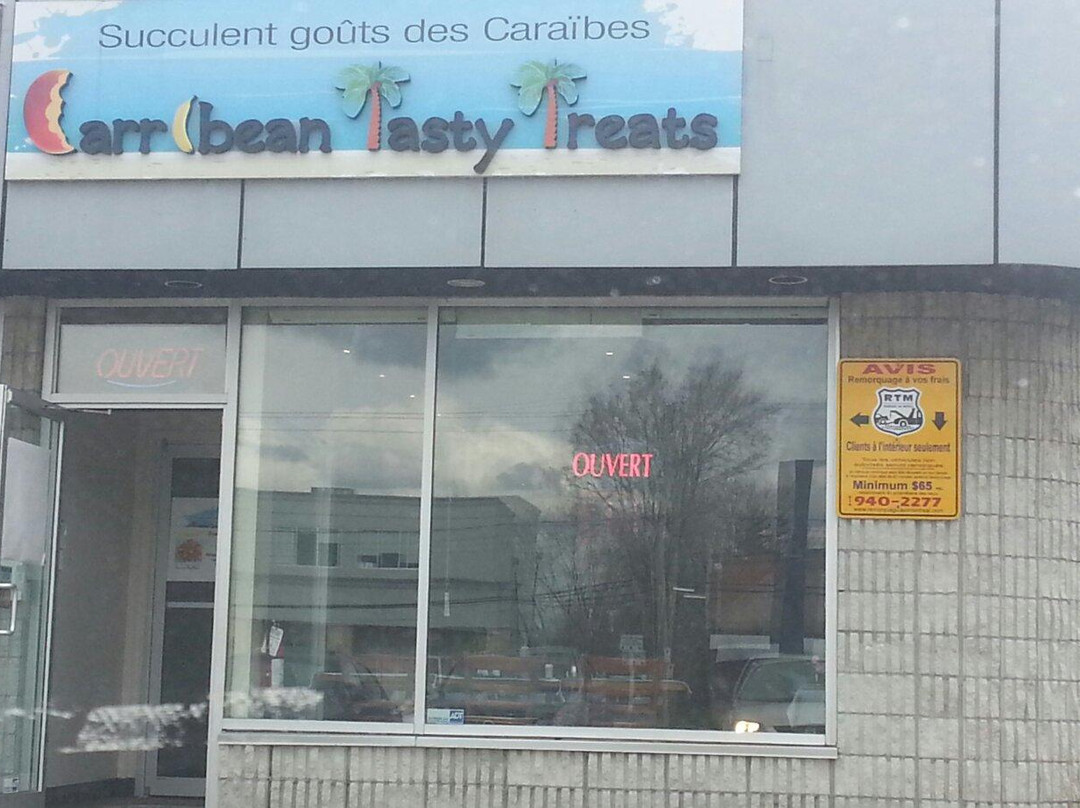 Succulent goûts des Caraïbes
Carribean Tasty Treats
OUVERT
OUVERT
AVIS
Remorquage à vos frais
RTM
Clients à l'intérieur seulement
Minimum $65
940-2277
ADT